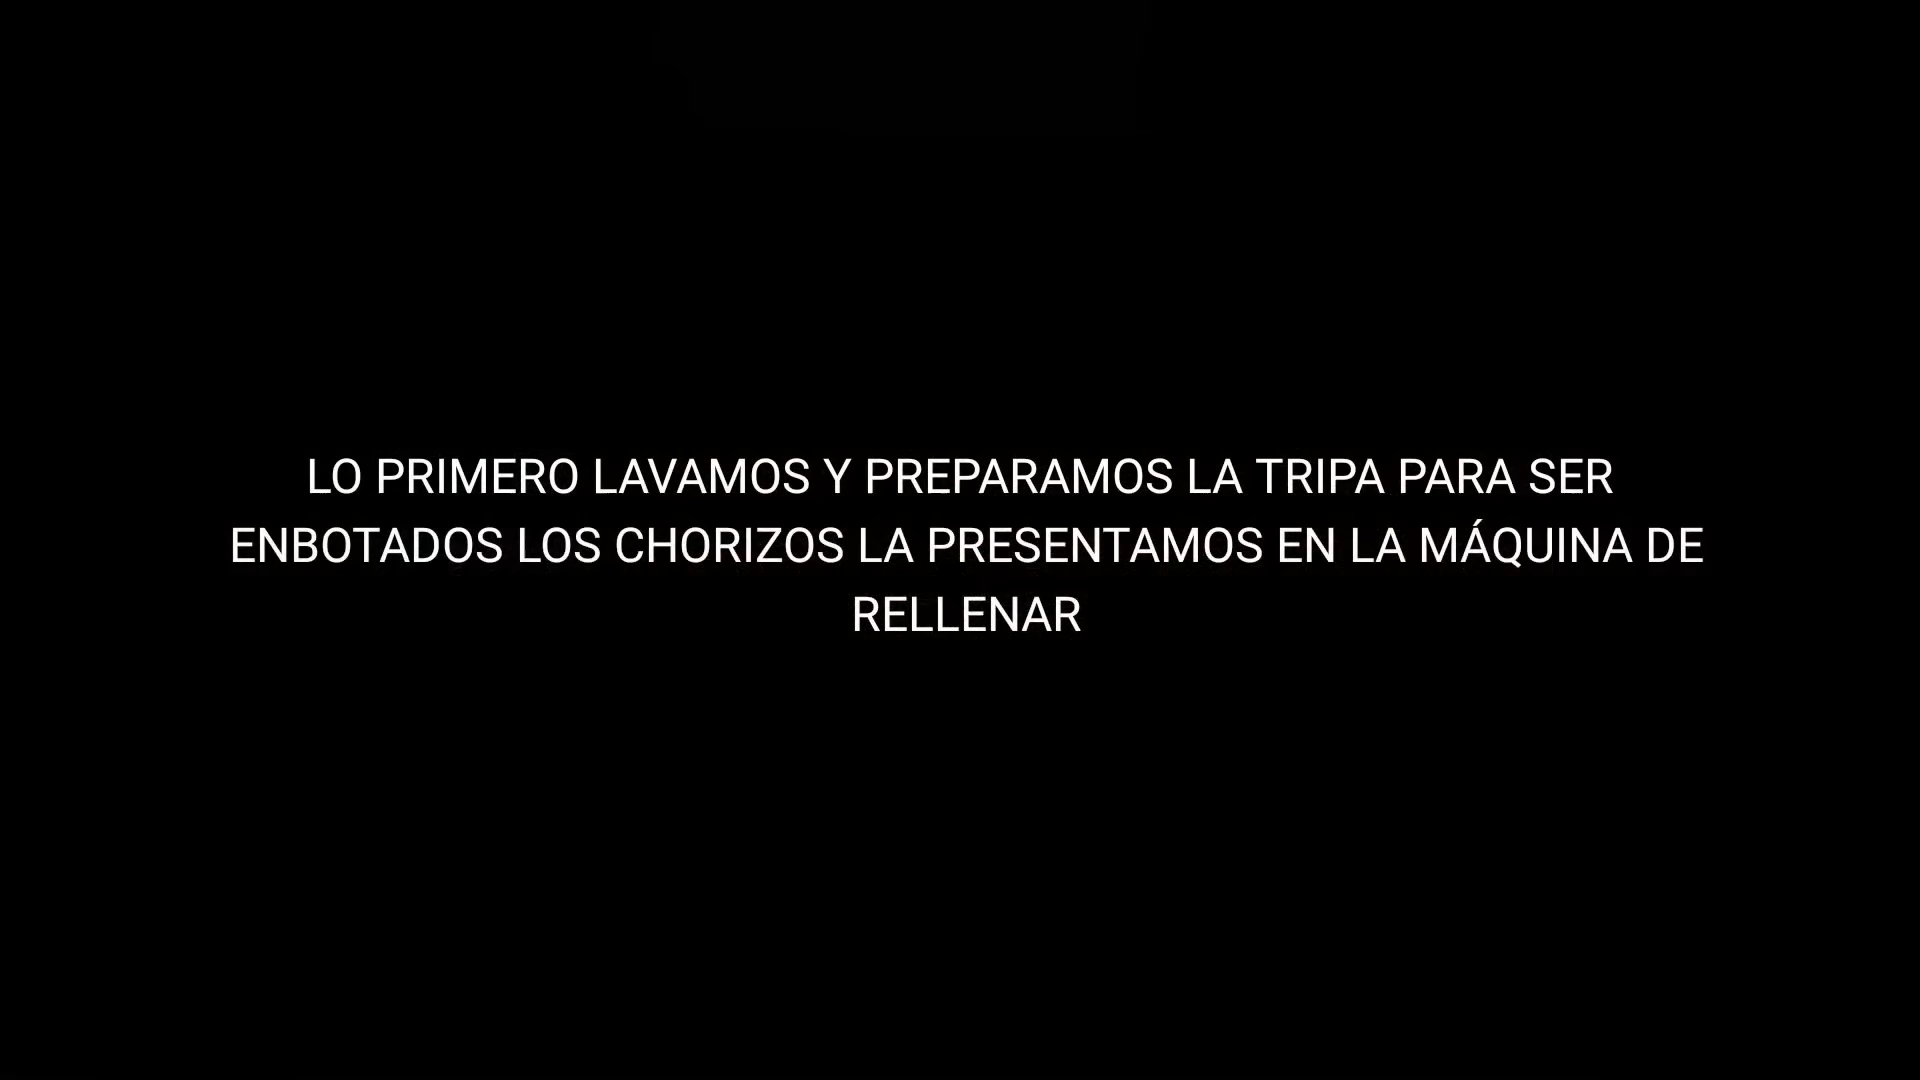 LO PRIMERO LAVAMOS Y PREPARAMOS LA TRIPA PARA SER
ENBOTADOS LOS CHORIZOS LA PRESENTAMOS EN LA MÁQUINA DE
RELLENAR